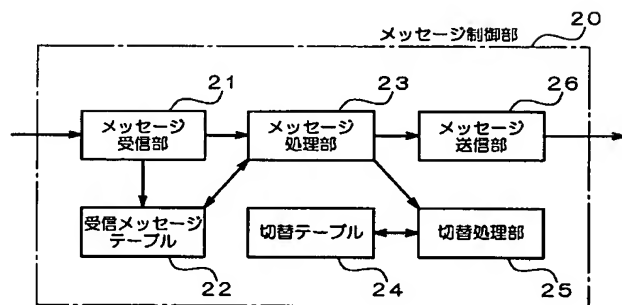 メッセージ制御部
20
21
23
26
メッセージ
受信部
メッセージ
処理部
メッセージ
送信部
受信メッセージ
テーブル
切替テーブル
切替処理部
22
24
25